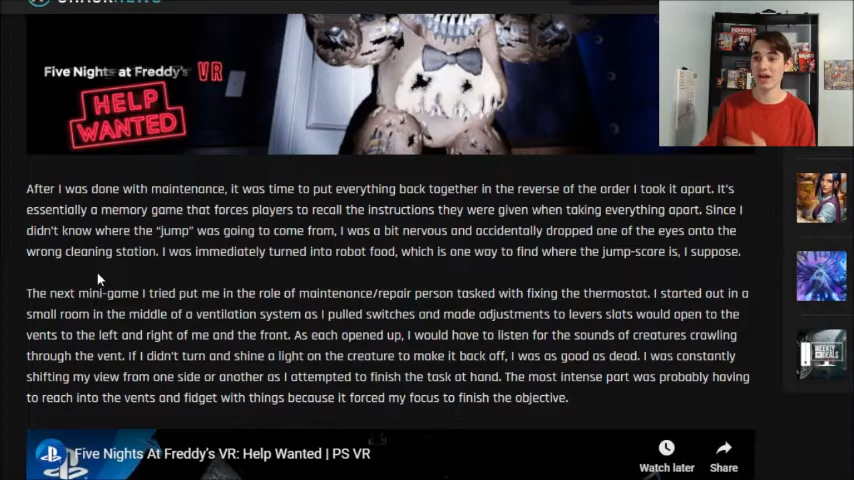 SHACKNEWS
Five Nights at Freddy's VR
HELP
WANTED
After I was done with maintenance, it was time to put everything back together in the reverse of the order I took it apart. It's
essentially a memory game that forces players to recall the instructions they were given when taking everything apart. Since I
didn't know where the "jump" was going to come from, I was a bit nervous and accidentally dropped one of the eyes onto the
wrong cleaning station. I was immediately turned into robot food, which is one way to find where the jump-scare is, I suppose.
The next mini-game I tried put me in the role of maintenance/repair person tasked with fixing the thermostat. I started out in a
small room in the middle of a ventilation system as I pulled switches and made adjustments to levers slats would open to the
vents to the left and right of me and the front. As each opened up, I would have to listen for the sounds of creatures crawling
through the vent. If I didn't turn and shine a light on the creature to make it back off, I was as good as dead. I was constantly
shifting my view from one side or another as I attempted to finish the task at hand. The most intense part was probably having
to reach into the vents and fidget with things because it forced my focus to finish the objective.
Five Nights At Freddy's VR: Help Wanted | PS VR
Watch later
Share
WEEKLY
DEALS